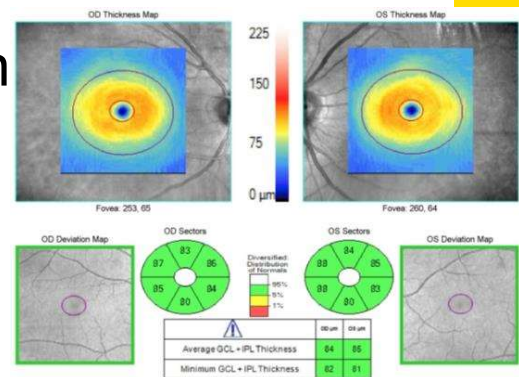 OD Thickness Map
OS Thickness Map
225
150
75
0 µm
Fovea: 253, 65
Fovea: 260, 64
OD Deviation Map
OD Sectors
OS Sectors
OS Deviation Map
Diversified:
Distribution
of Normals
95%
5%
1%
83
87 86
85 84
80
84
88 85
88 83
80
OD µm OS µm
Average GCL + IPL Thickness 84 85
Minimum GCL + IPL Thickness 82 81